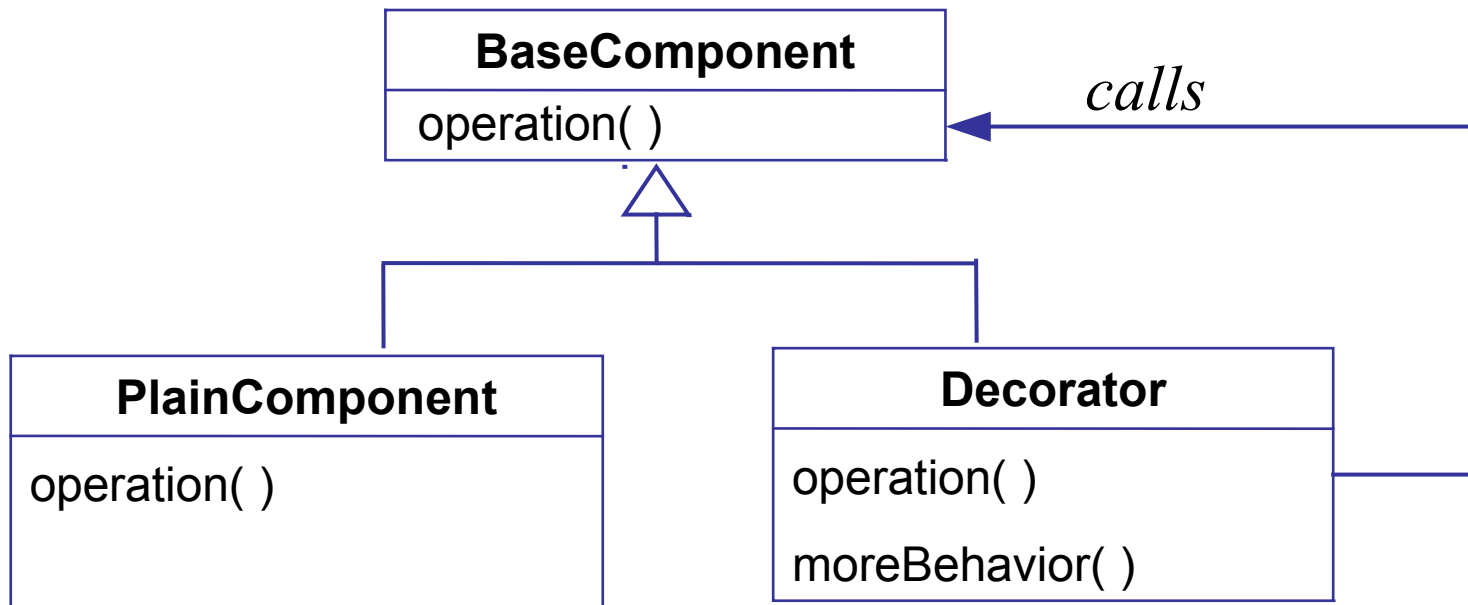 BaseComponent
operation( )
calls
PlainComponent
operation( )
Decorator
operation( )
moreBehavior( )